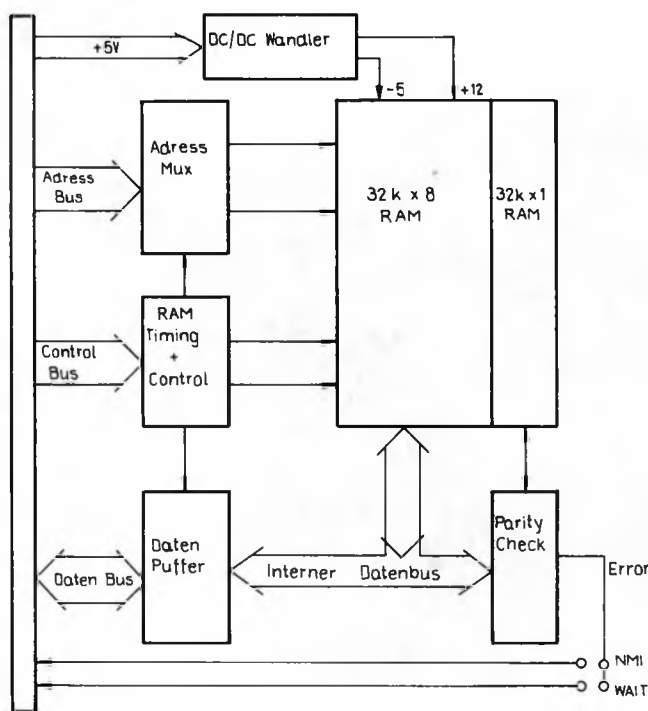 DC/DC Wandler
+5V
-5
+12
Adress
Mux
Adress
Bus
32k x 8
RAM
32k x 1
RAM
RAM
Timing
+
Control
Control
Bus
Daten
Puffer
Parity
Check
Daten Bus
Interner Datenbus
Error
NMI
WAIT